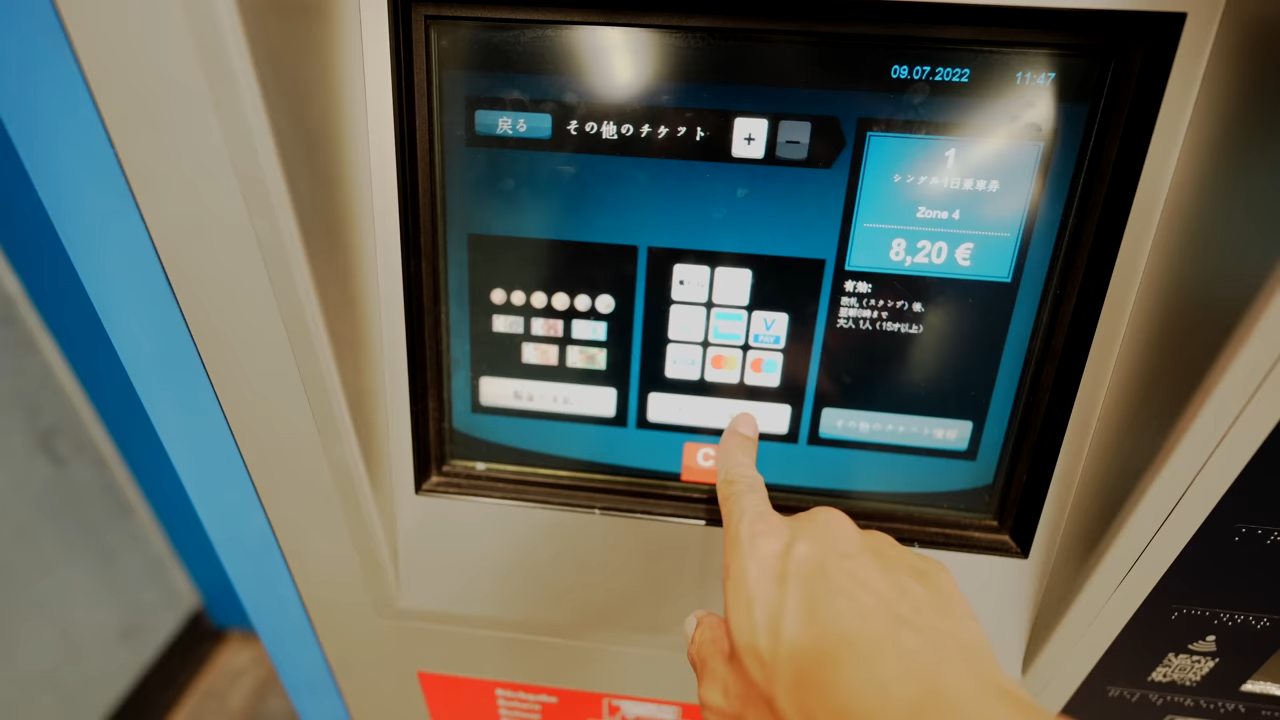 09.07.2022 11:47
戻る その他のチケット + −
1
シングル 1日乗車券
Zone 4
8,20 €
有効:
改札(スタンプ)後、
翌朝6時まで
大人 1人(15才以上)
V
PAY
その他のチケット情報
C